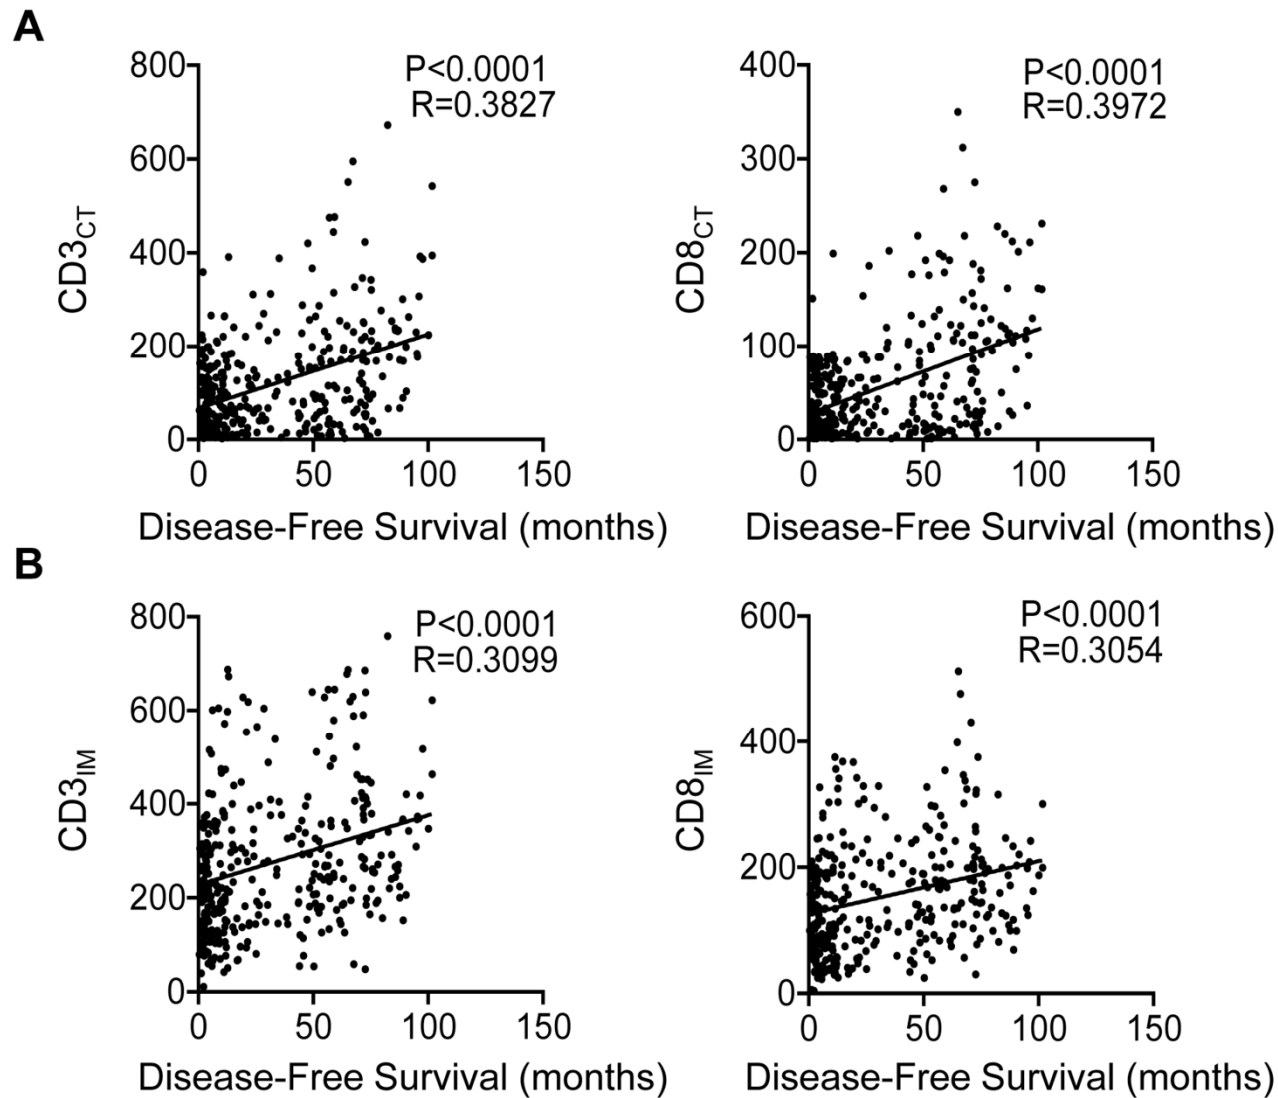 A
P<0.0001
R=0.3827
CD3CT
800
600
400
200
0
0 50 100 150
Disease-Free Survival (months)
P<0.0001
R=0.3972
CD8CT
400
300
200
100
0
0 50 100 150
Disease-Free Survival (months)
B
P<0.0001
R=0.3099
CD3IM
800
600
400
200
0
0 50 100 150
Disease-Free Survival (months)
P<0.0001
R=0.3054
CD8IM
600
400
200
0
0 50 100 150
Disease-Free Survival (months)